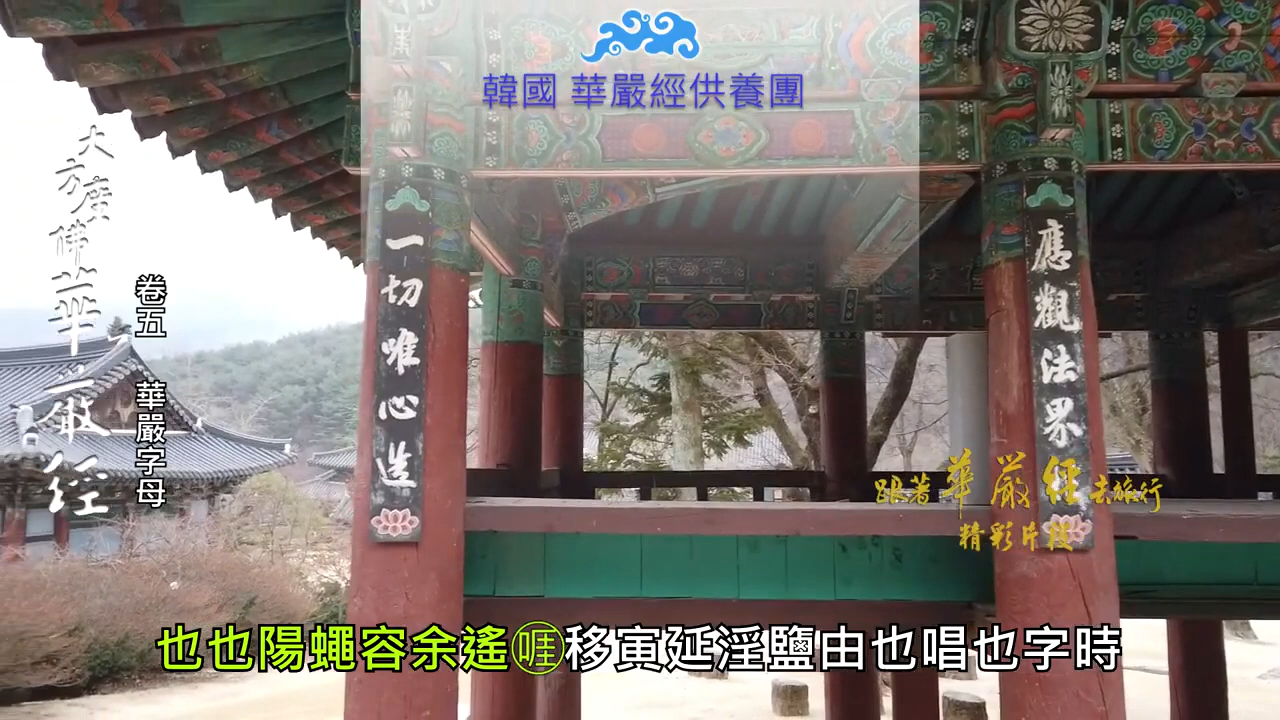 韓國 華嚴經供養團
大方廣佛華嚴經
卷五 華嚴字母
應觀法界
一切唯心造
跟著華嚴經去旅行
精彩片段
也也陽蠅容余遙啀移寅延淫鹽由也唱也字時